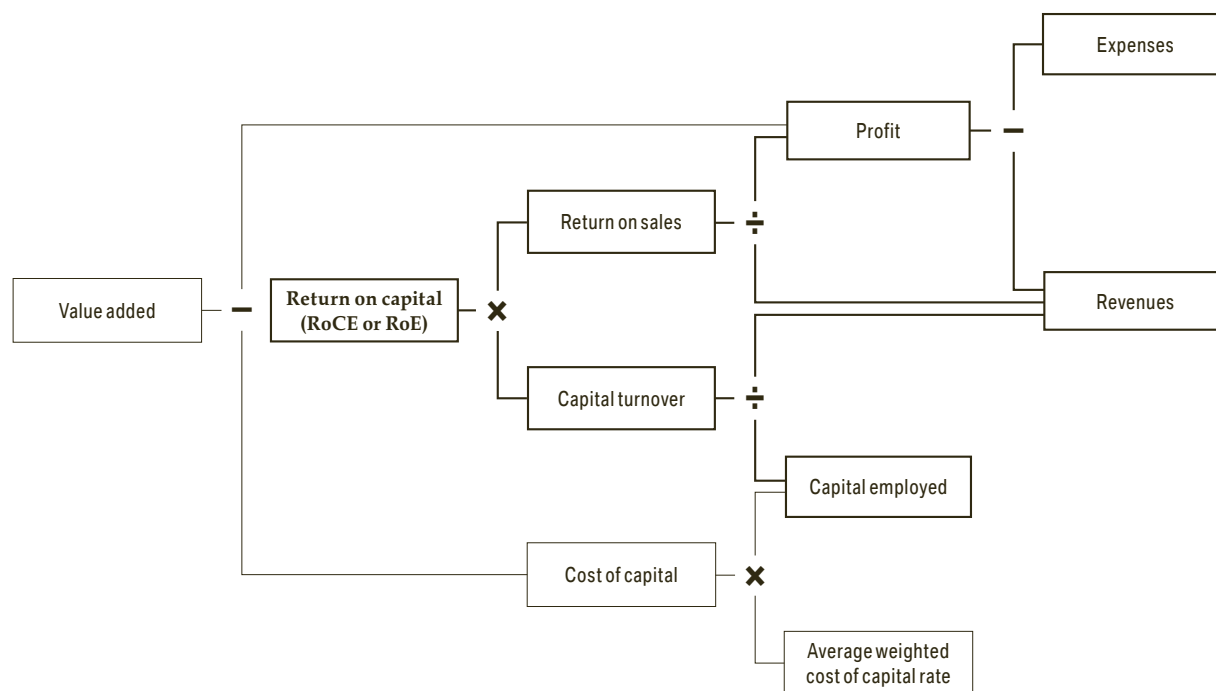 Expenses
Profit
Return on sales
Value added
Return on capital
(RoCE or RoE)
Revenues
Capital turnover
Capital employed
Cost of capital
Average weighted
cost of capital rate